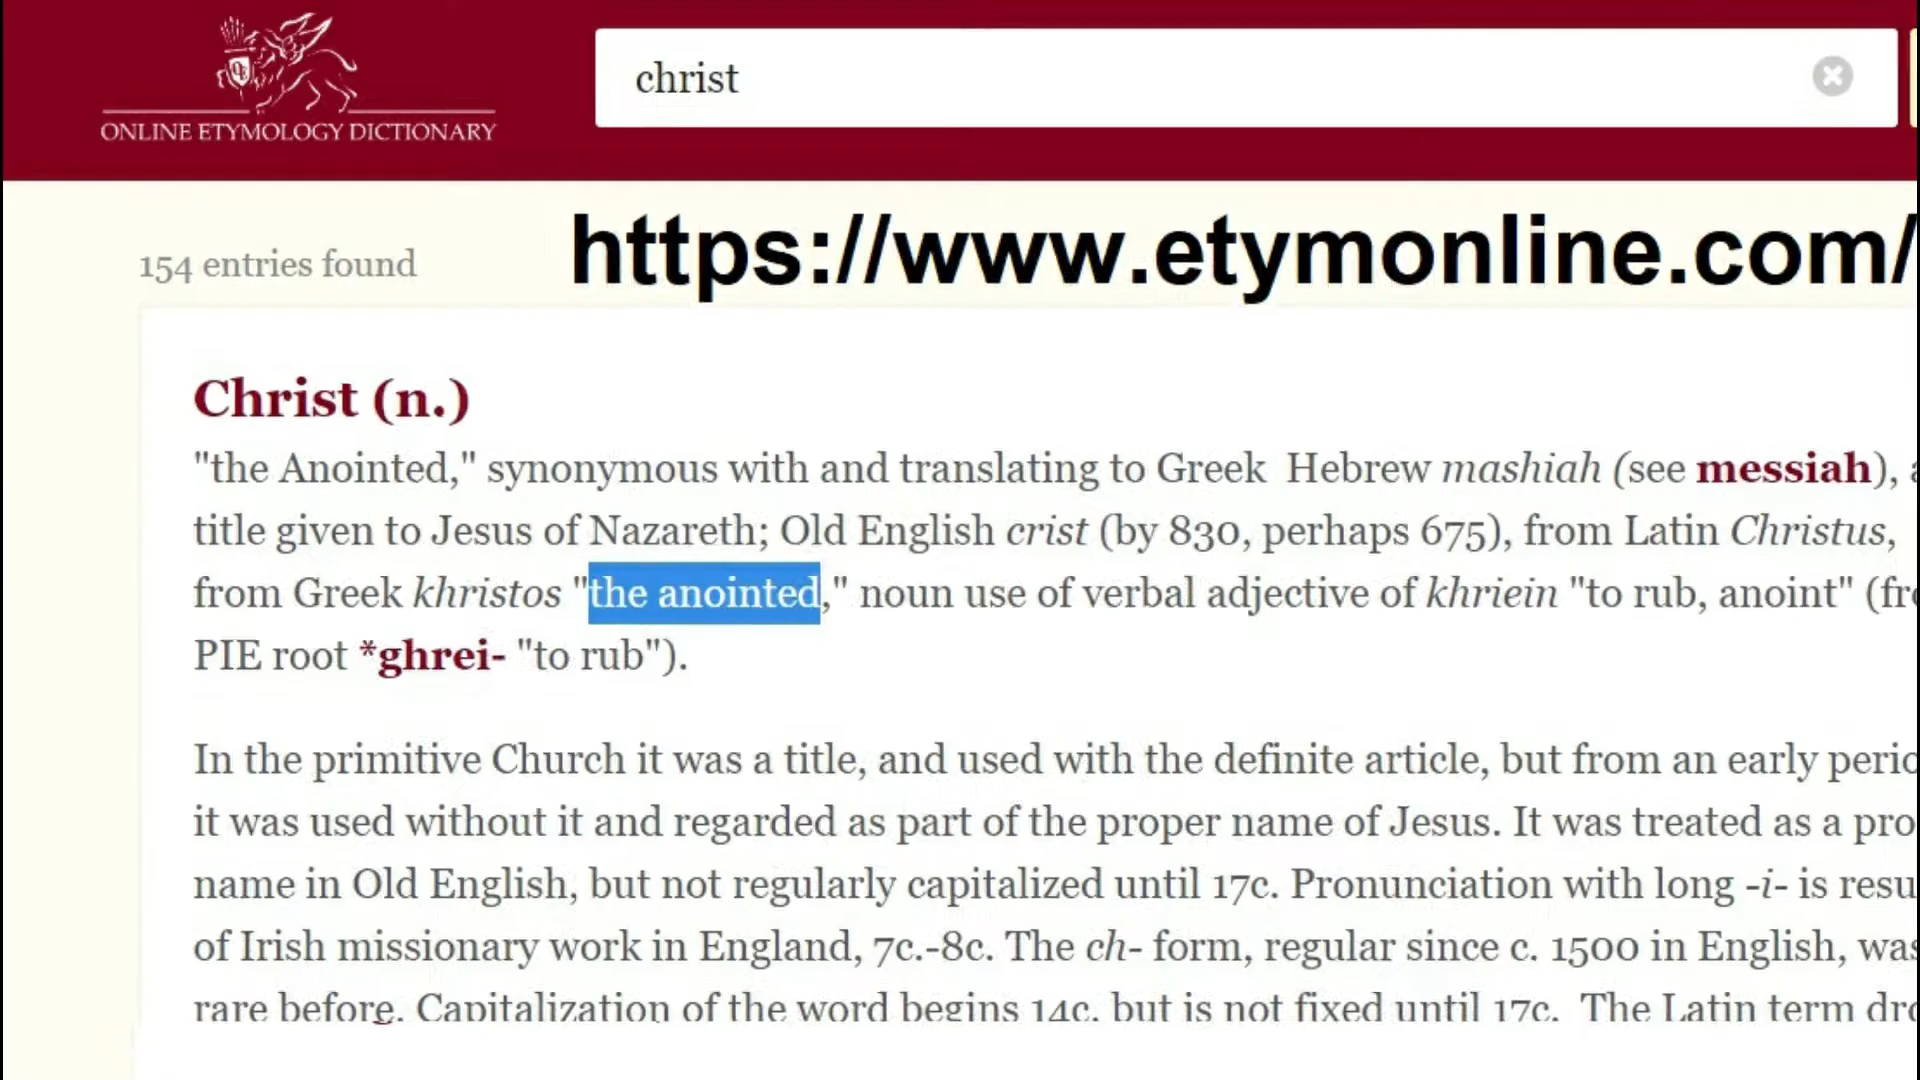 christ
ONLINE ETYMOLOGY DICTIONARY
https://www.etymonline.com/
154 entries found
Christ (n.)
"the Anointed," synonymous with and translating to Greek Hebrew mashiah (see messiah),
title given to Jesus of Nazareth; Old English crist (by 830, perhaps 675), from Latin Christus,
from Greek khristos "the anointed," noun use of verbal adjective of khriein "to rub, anoint"
PIE root *ghrei- "to rub").
In the primitive Church it was a title, and used with the definite article, but from an early
it was used without it and regarded as part of the proper name of Jesus. It was treated as a
name in Old English, but not regularly capitalized until 17c. Pronunciation with long -i- is
of Irish missionary work in England, 7c.-8c. The ch- form, regular since c. 1500 in English,
rare before. Capitalization of the word begins 14c. but is not fixed until 17c. The Latin term